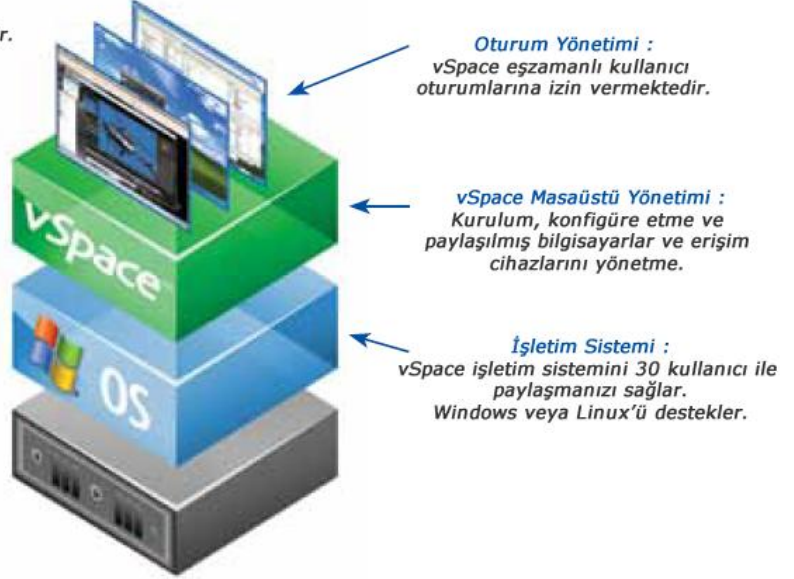 r.
Oturum Yönetimi :
vSpace eşzamanlı kullanıcı
oturumlarına izin vermektedir.
vSpace Masaüstü Yönetimi :
Kurulum, konfigüre etme ve
paylaşılmış bilgisayarlar ve erişim
cihazlarını yönetme.
vSpace
İşletim Sistemi :
vSpace işletim sistemini 30 kullanıcı ile
paylaşmanızı sağlar.
Windows veya Linux’ü destekler.
OS